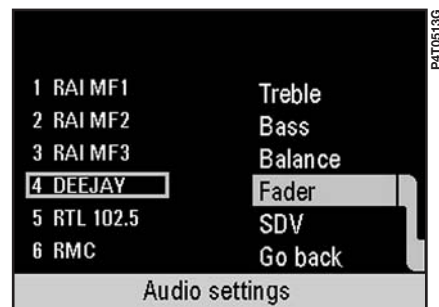 P4T0513G
1 RAI MF1
2 RAI MF2
3 RAI MF3
4 DEEJAY
5 RTL 102.5
6 RMC
Treble
Bass
Balance
Fader
SDV
Go back
Audio settings